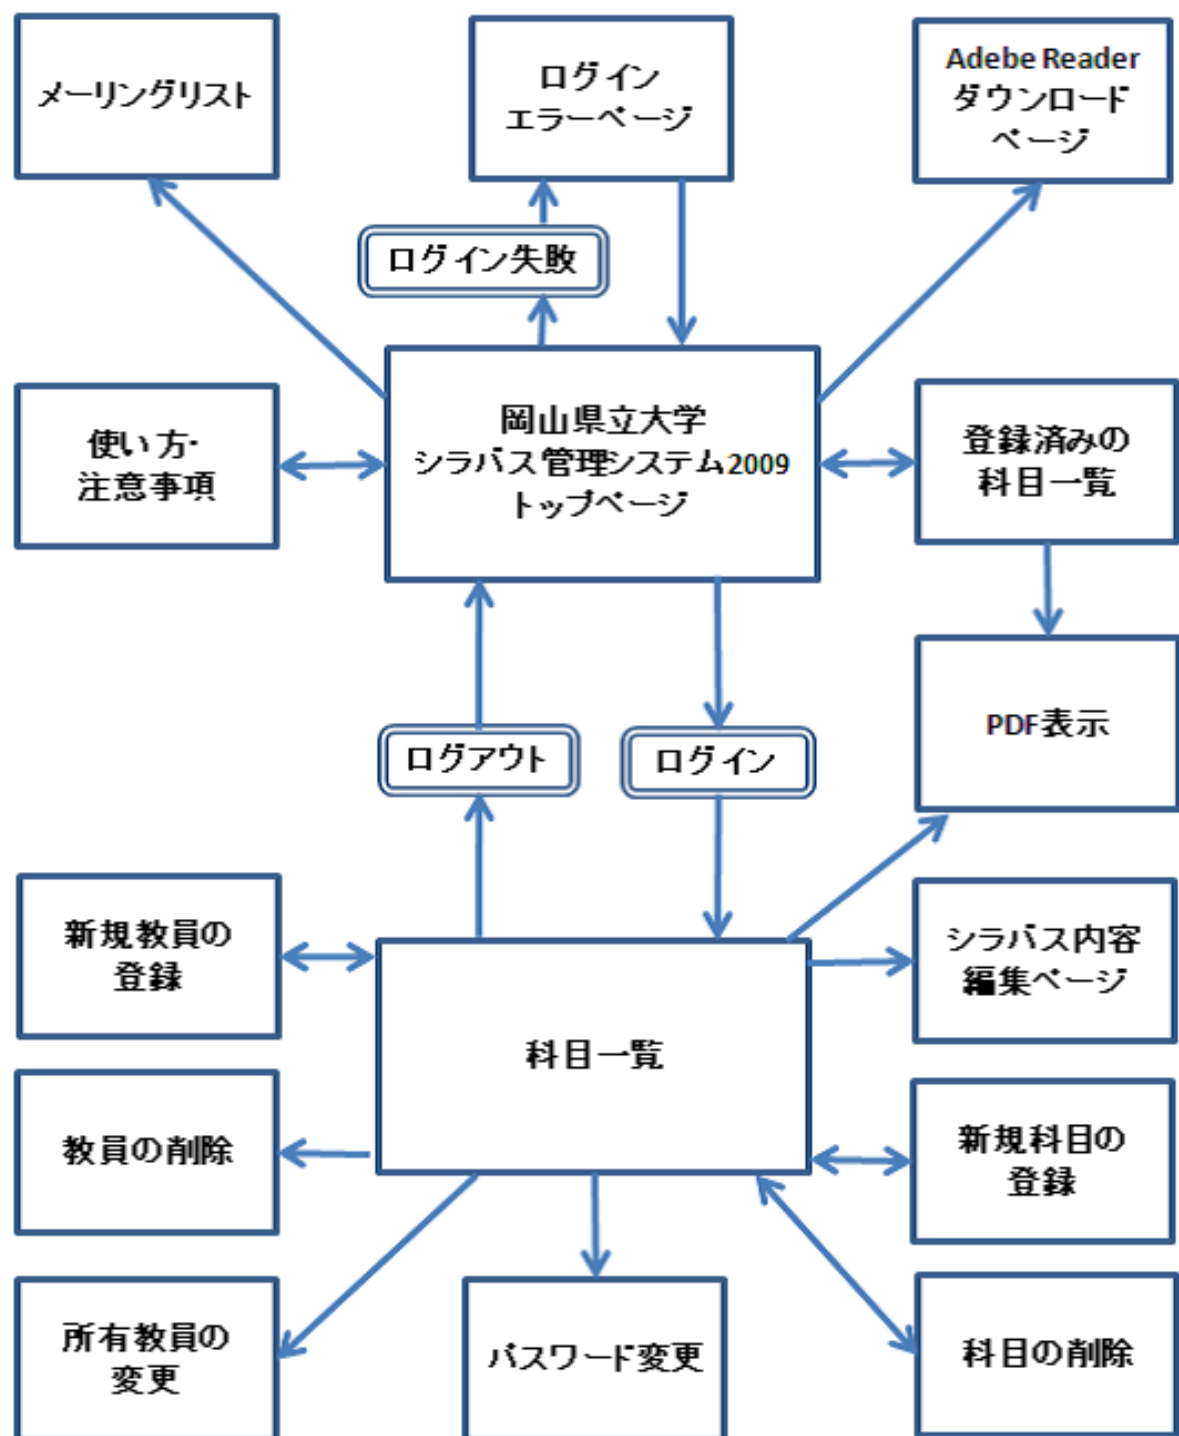 メーリングリスト
ログイン
エラーページ
Adebe Reader
ダウンロード
ページ
ログイン失敗
使い方・
注意事項
岡山県立大学
シラバス管理システム2009
トップページ
登録済みの
科目一覧
PDF表示
ログアウト
ログイン
新規教員の
登録
科目一覧
シラバス内容
編集ページ
教員の削除
新規科目の
登録
所有教員の
変更
パスワード変更
科目の削除